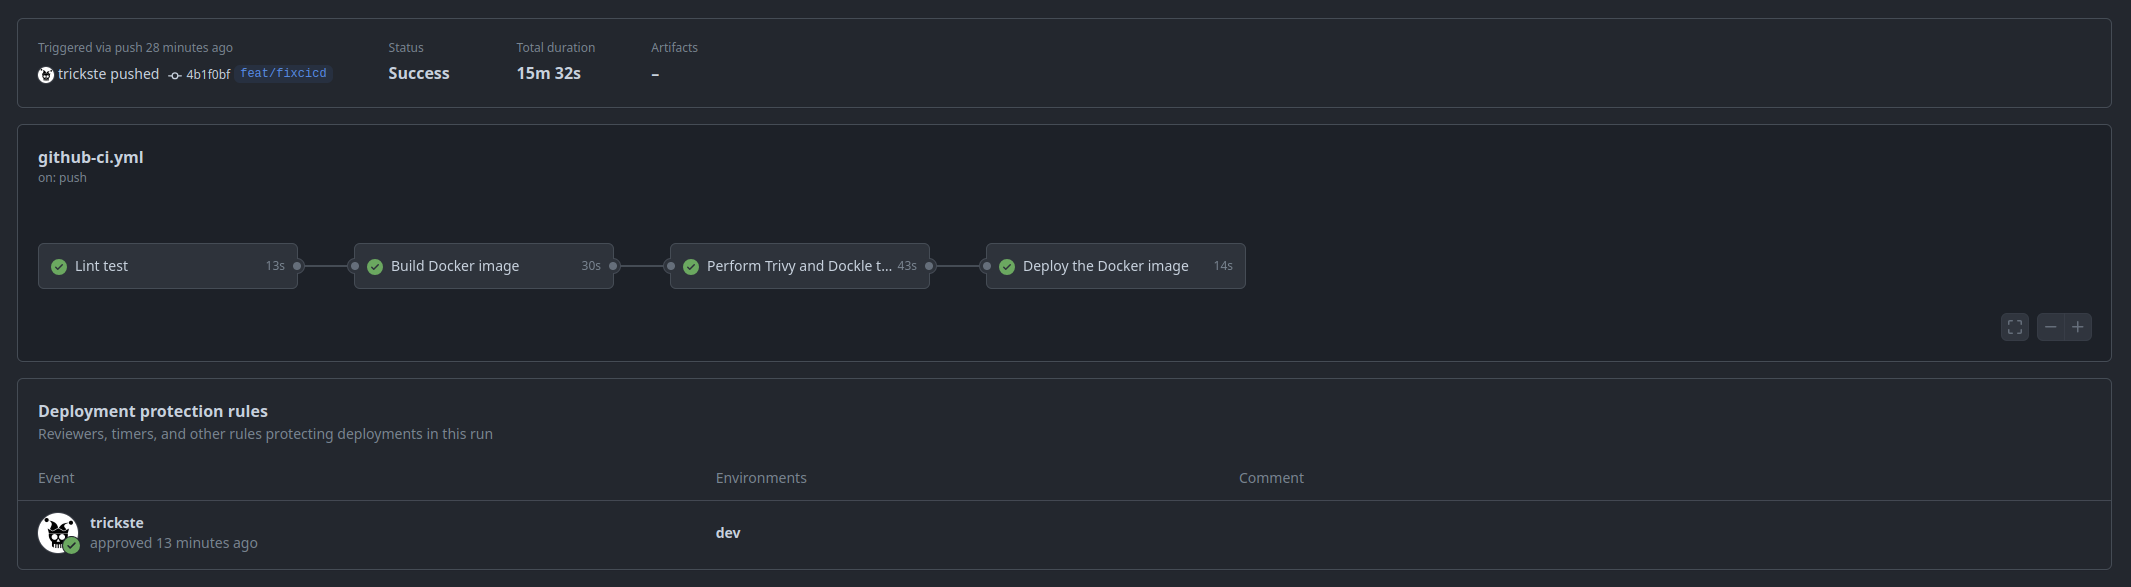 Triggered via push 28 minutes ago
trickste pushed 4b1f0bf feat/fixcicd
Status
Success
Total duration
15m 32s
Artifacts
–
github-ci.yml
on: push
Lint test 13s
Build Docker image 30s
Perform Trivy and Dockle t... 43s
Deploy the Docker image 14s
Deployment protection rules
Reviewers, timers, and other rules protecting deployments in this run
Event Environments Comment
trickste
approved 13 minutes ago
dev